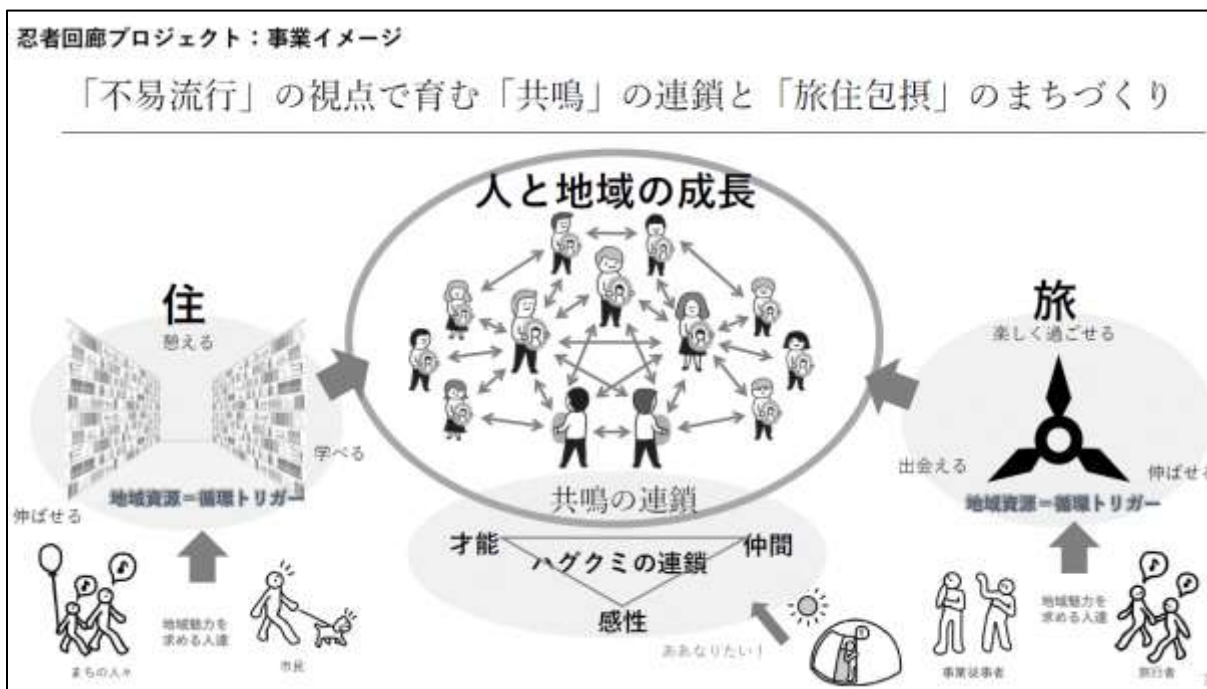 忍者回廊プロジェクト：事業イメージ
「不易流行」の視点で育む「共鳴」の連鎖と「旅住包摂」のまちづくり
人と地域の成長
住
憩える
学べる
伸ばせる
地域資源＝循環トリガー
旅
楽しく過ごせる
出会える
伸ばせる
地域資源＝循環トリガー
共鳴の連鎖
才能
仲間
ハグクミの連鎖
感性
ああなりたい！
地域魅力を
求める人達
まちの人々
市民
地域魅力を
求める人達
事業従事者
旅行者